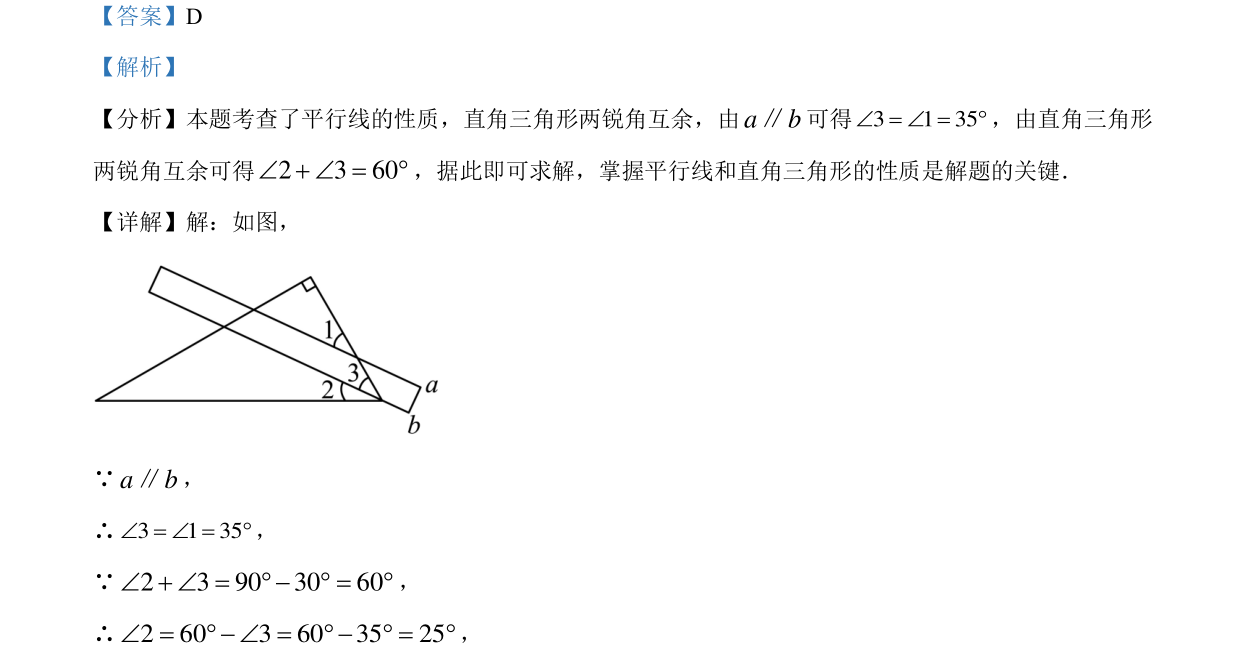 【答案】D
【解析】
【分析】本题考查了平行线的性质，直角三角形两锐角互余，由 a // b 可得 ∠3 = ∠1 = 35°，由直角三角形
两锐角互余可得 ∠2 + ∠3 = 60°，据此即可求解，掌握平行线和直角三角形的性质是解题的关键．
【详解】解：如图，
1
3
2
a
b
∵ a // b，
∴ ∠3 = ∠1 = 35°，
∵ ∠2 + ∠3 = 90° − 30° = 60°，
∴ ∠2 = 60° − ∠3 = 60° − 35° = 25°，